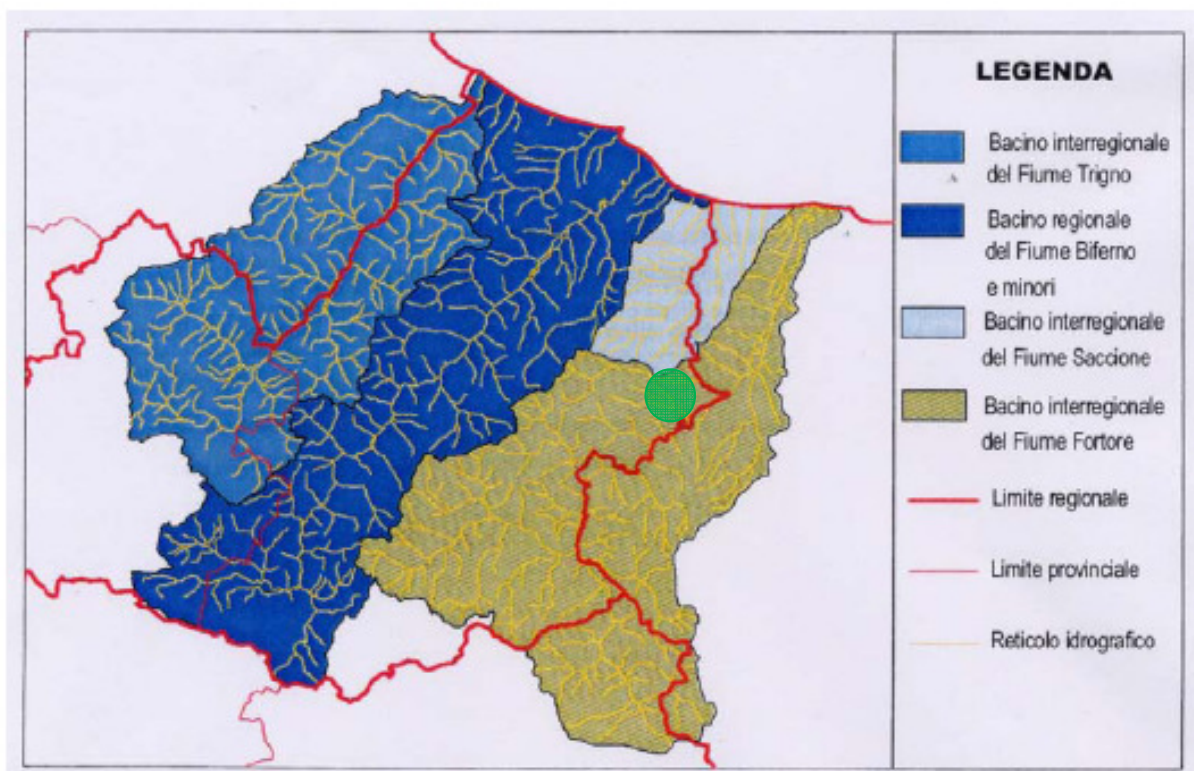 LEGENDA
Bacino interregionale
del Fiume Trigno
Bacino regionale
del Fiume Biferno
e minori
Bacino interregionale
del Fiume Saccione
Bacino interregionale
del Fiume Fortore
Limite regionale
Limite provinciale
Reticolo idrografico